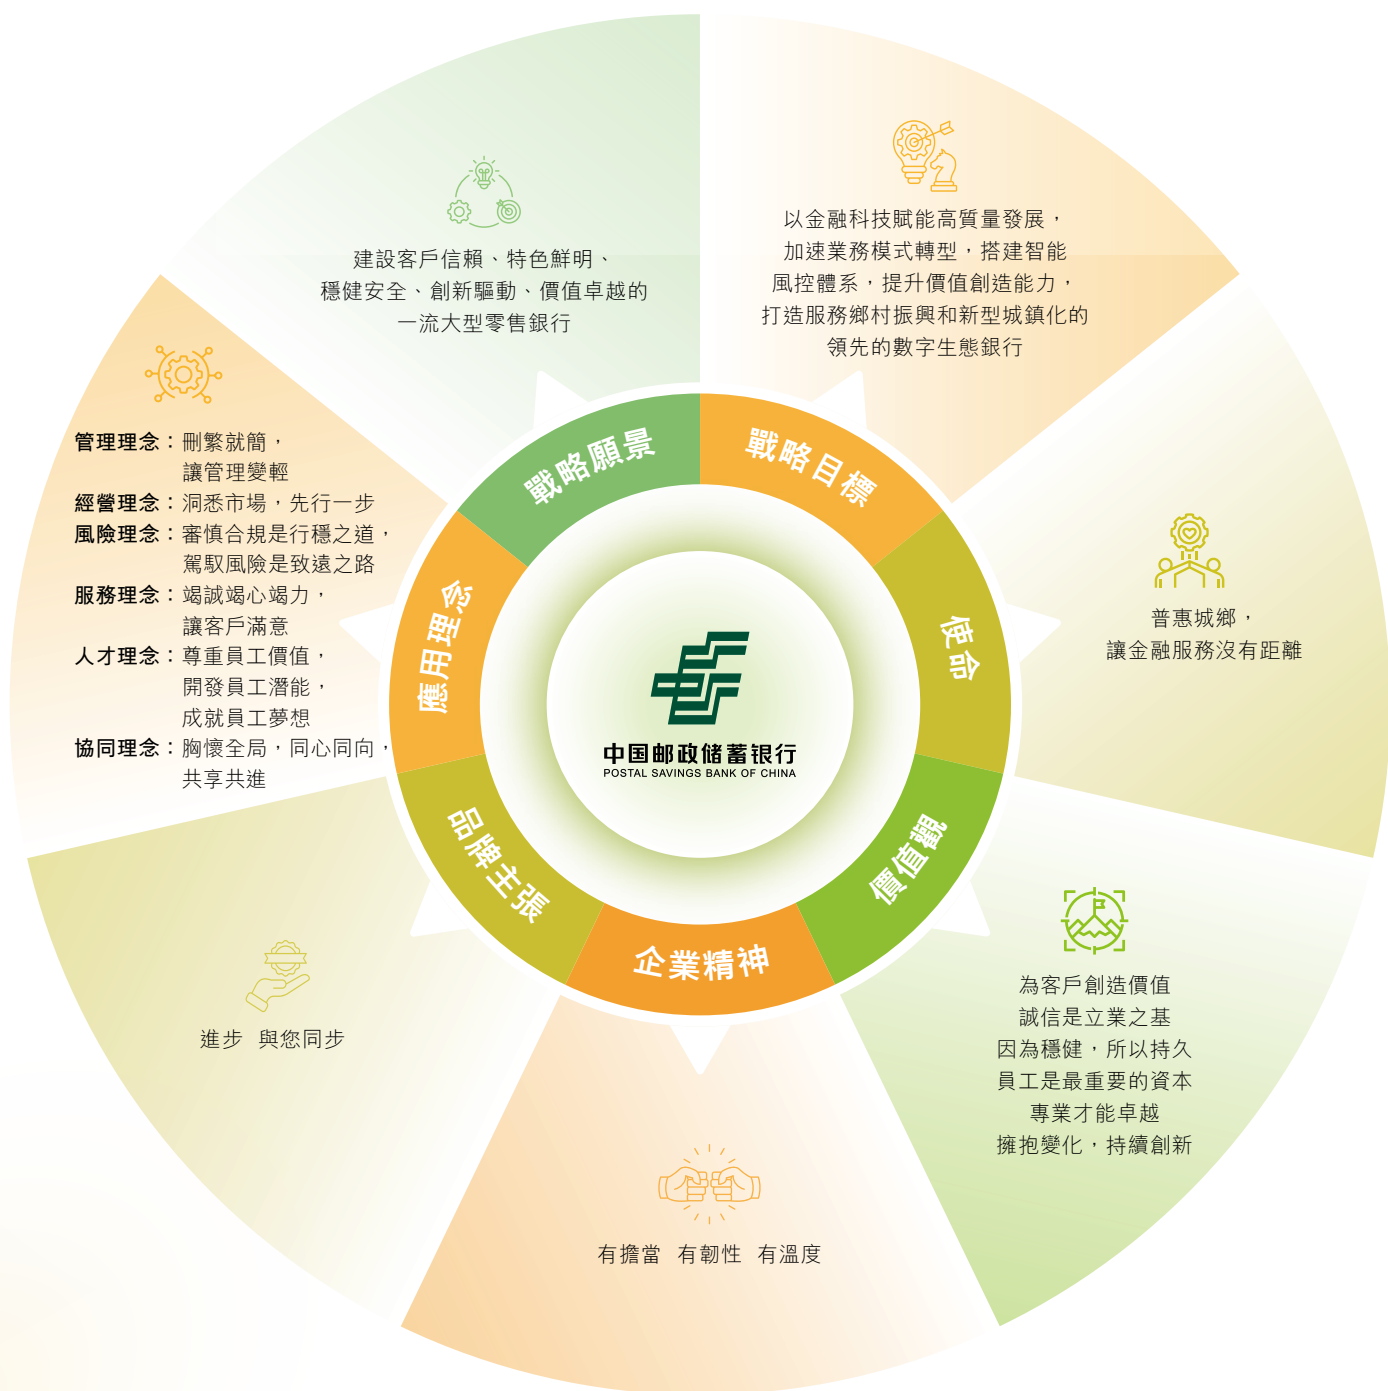 戰略願景
建設客戶信賴、特色鮮明、
穩健安全、創新驅動、價值卓越的
一流大型零售銀行
戰略目標
以金融科技賦能高質量發展，
加速業務模式轉型，搭建智能
風控體系，提升價值創造能力，
打造服務鄉村振興和新型城鎮化的
領先的數字生態銀行
使命
普惠城鄉，
讓金融服務沒有距離
價值觀
為客戶創造價值
誠信是立業之基
因為穩健，所以持久
員工是最重要的資本
專業才能卓越
擁抱變化，持續創新
企業精神
有擔當 有韌性 有溫度
品牌主張
進步 與您同步
應用理念
管理理念：刪繁就簡，
讓管理變輕
經營理念：洞悉市場，先行一步
風險理念：審慎合規是行穩之道，
駕馭風險是致遠之路
服務理念：竭誠竭心竭力，
讓客戶滿意
人才理念：尊重員工價值，
開發員工潛能，
成就員工夢想
協同理念：胸懷全局，同心同向，
共享共進
中国邮政储蓄银行
POSTAL SAVINGS BANK OF CHINA